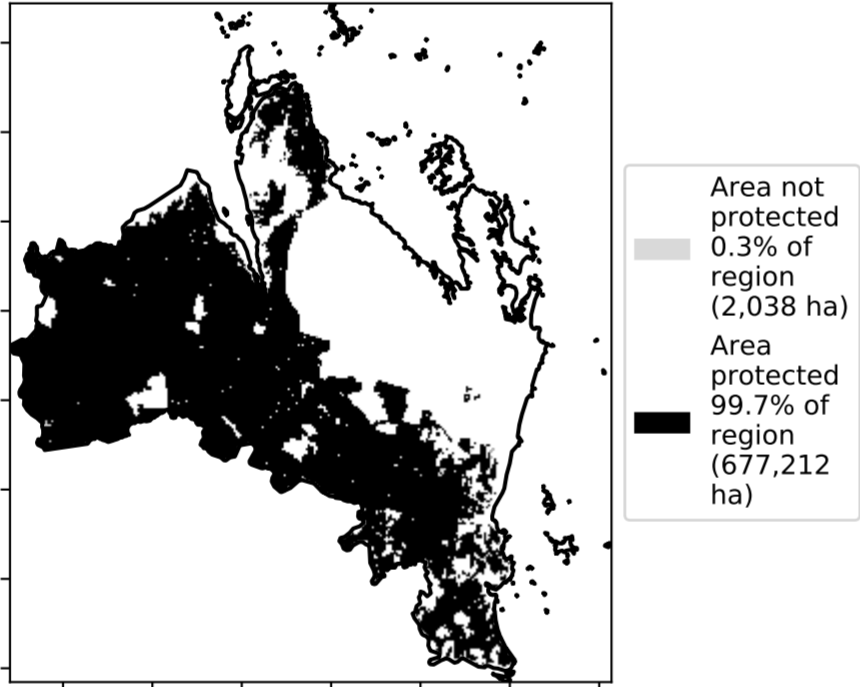 Area not
protected
0.3% of
region
(2,038 ha)
Area
protected
99.7% of
region
(677,212
ha)